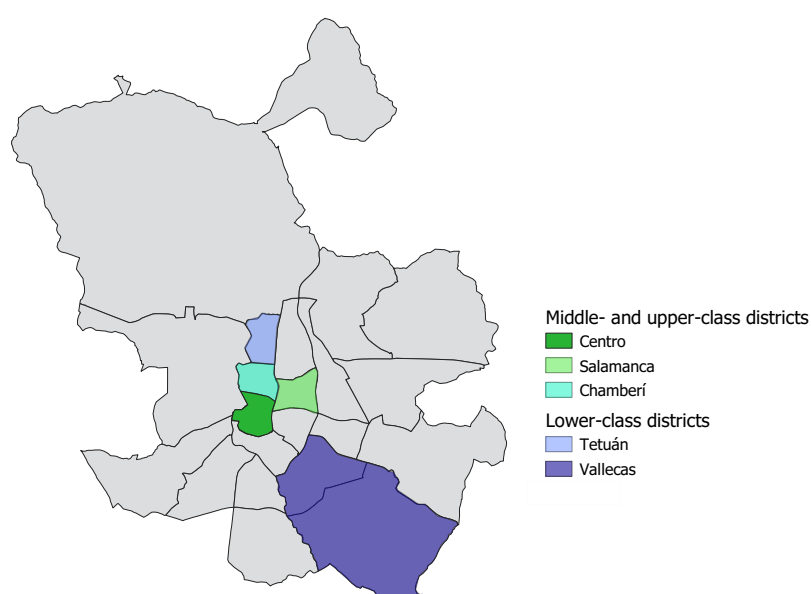 Middle- and upper-class districts
Centro
Salamanca
Chamberí
Lower-class districts
Tetuán
Vallecas